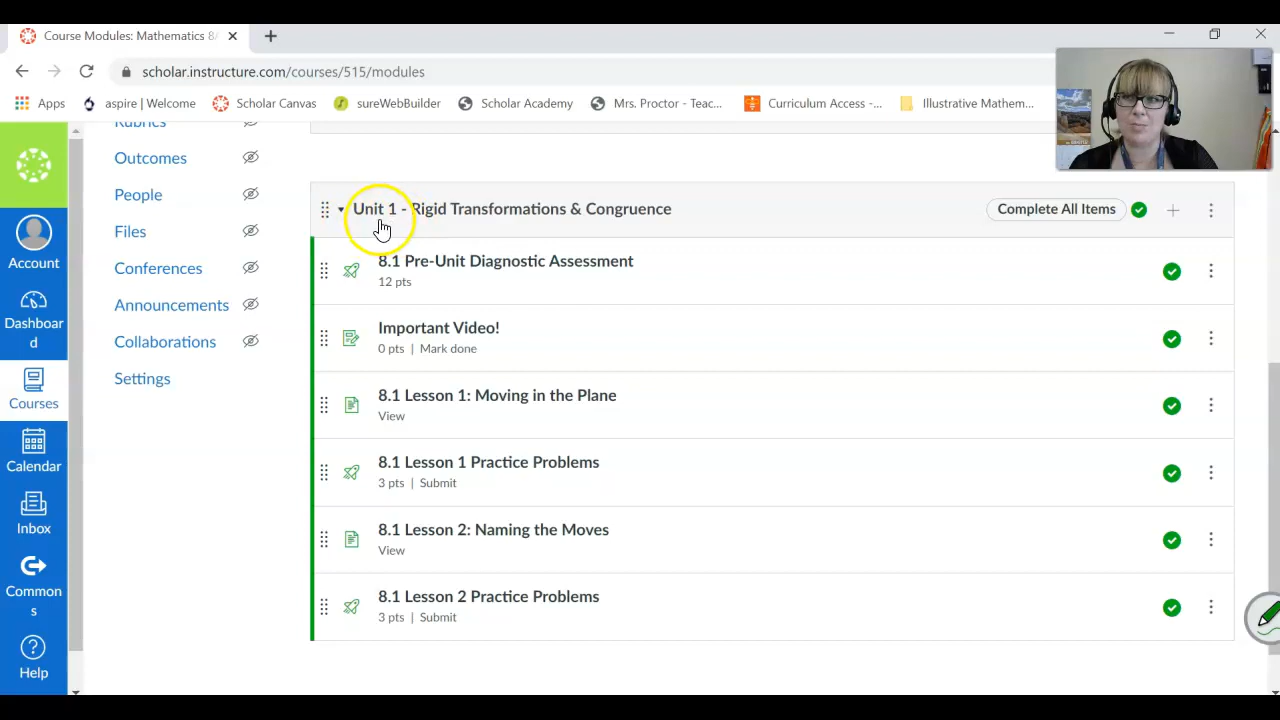 Course Modules: Mathematics 8/
scholar.instructure.com/courses/515/modules
Apps
aspire | Welcome
Scholar Canvas
sureWebBuilder
Scholar Academy
Mrs. Proctor - Teac...
Curriculum Access -...
Illustrative Mathem...
Rubrics
Outcomes
People
Files
Conferences
Announcements
Collaborations
Settings
Account
Dashboar
d
Courses
Calendar
Inbox
Common
s
Help
Unit 1 - Rigid Transformations & Congruence
Complete All Items
8.1 Pre-Unit Diagnostic Assessment
12 pts
Important Video!
0 pts | Mark done
8.1 Lesson 1: Moving in the Plane
View
8.1 Lesson 1 Practice Problems
3 pts | Submit
8.1 Lesson 2: Naming the Moves
View
8.1 Lesson 2 Practice Problems
3 pts | Submit